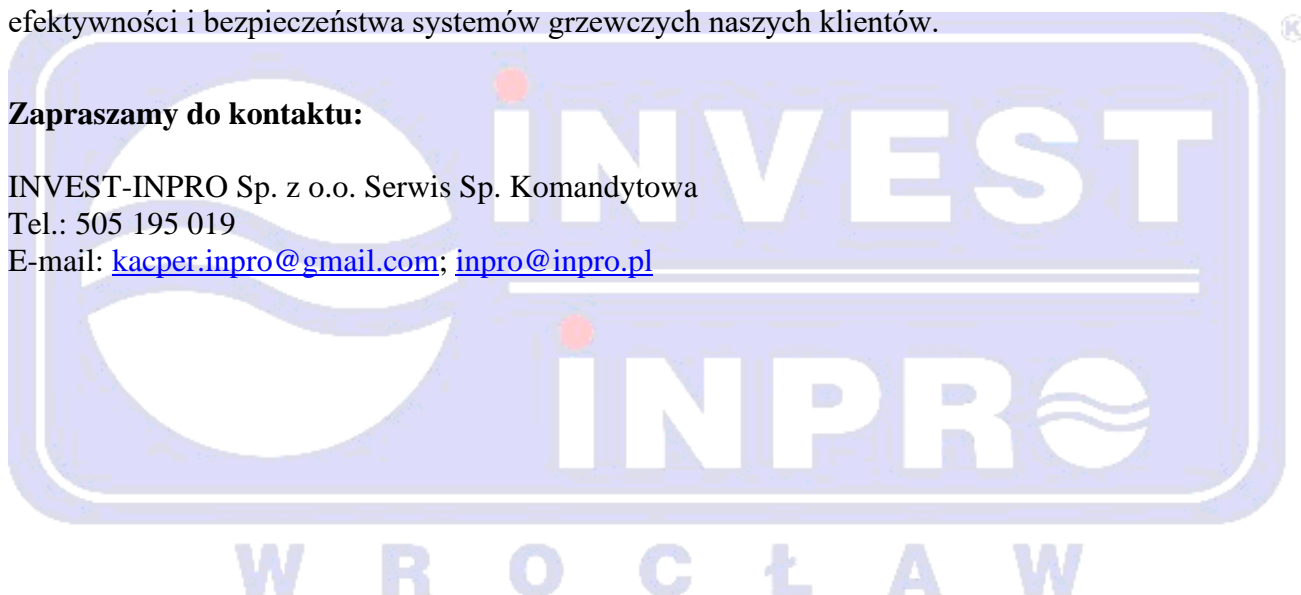 efektywności i bezpieczeństwa systemów grzewczych naszych klientów.
Zapraszamy do kontaktu:
INVEST-INPRO Sp. z o.o. Serwis Sp. Komandytowa
Tel.: 505 195 019
E-mail: kacper.inpro@gmail.com; inpro@inpro.pl
INVEST
INPRO
WROCŁAW